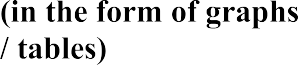 (in the form of graphs
/ tables)